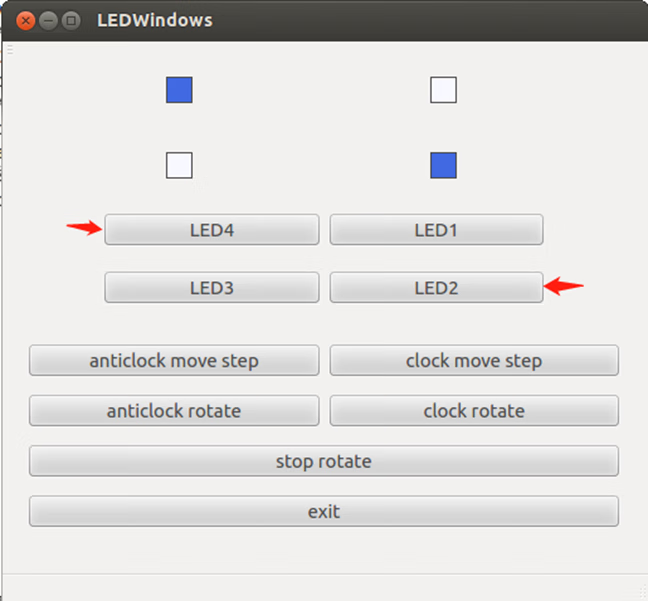 LEDWindows
LED4 LED1
LED3 LED2
anticlock move step clock move step
anticlock rotate clock rotate
stop rotate
exit